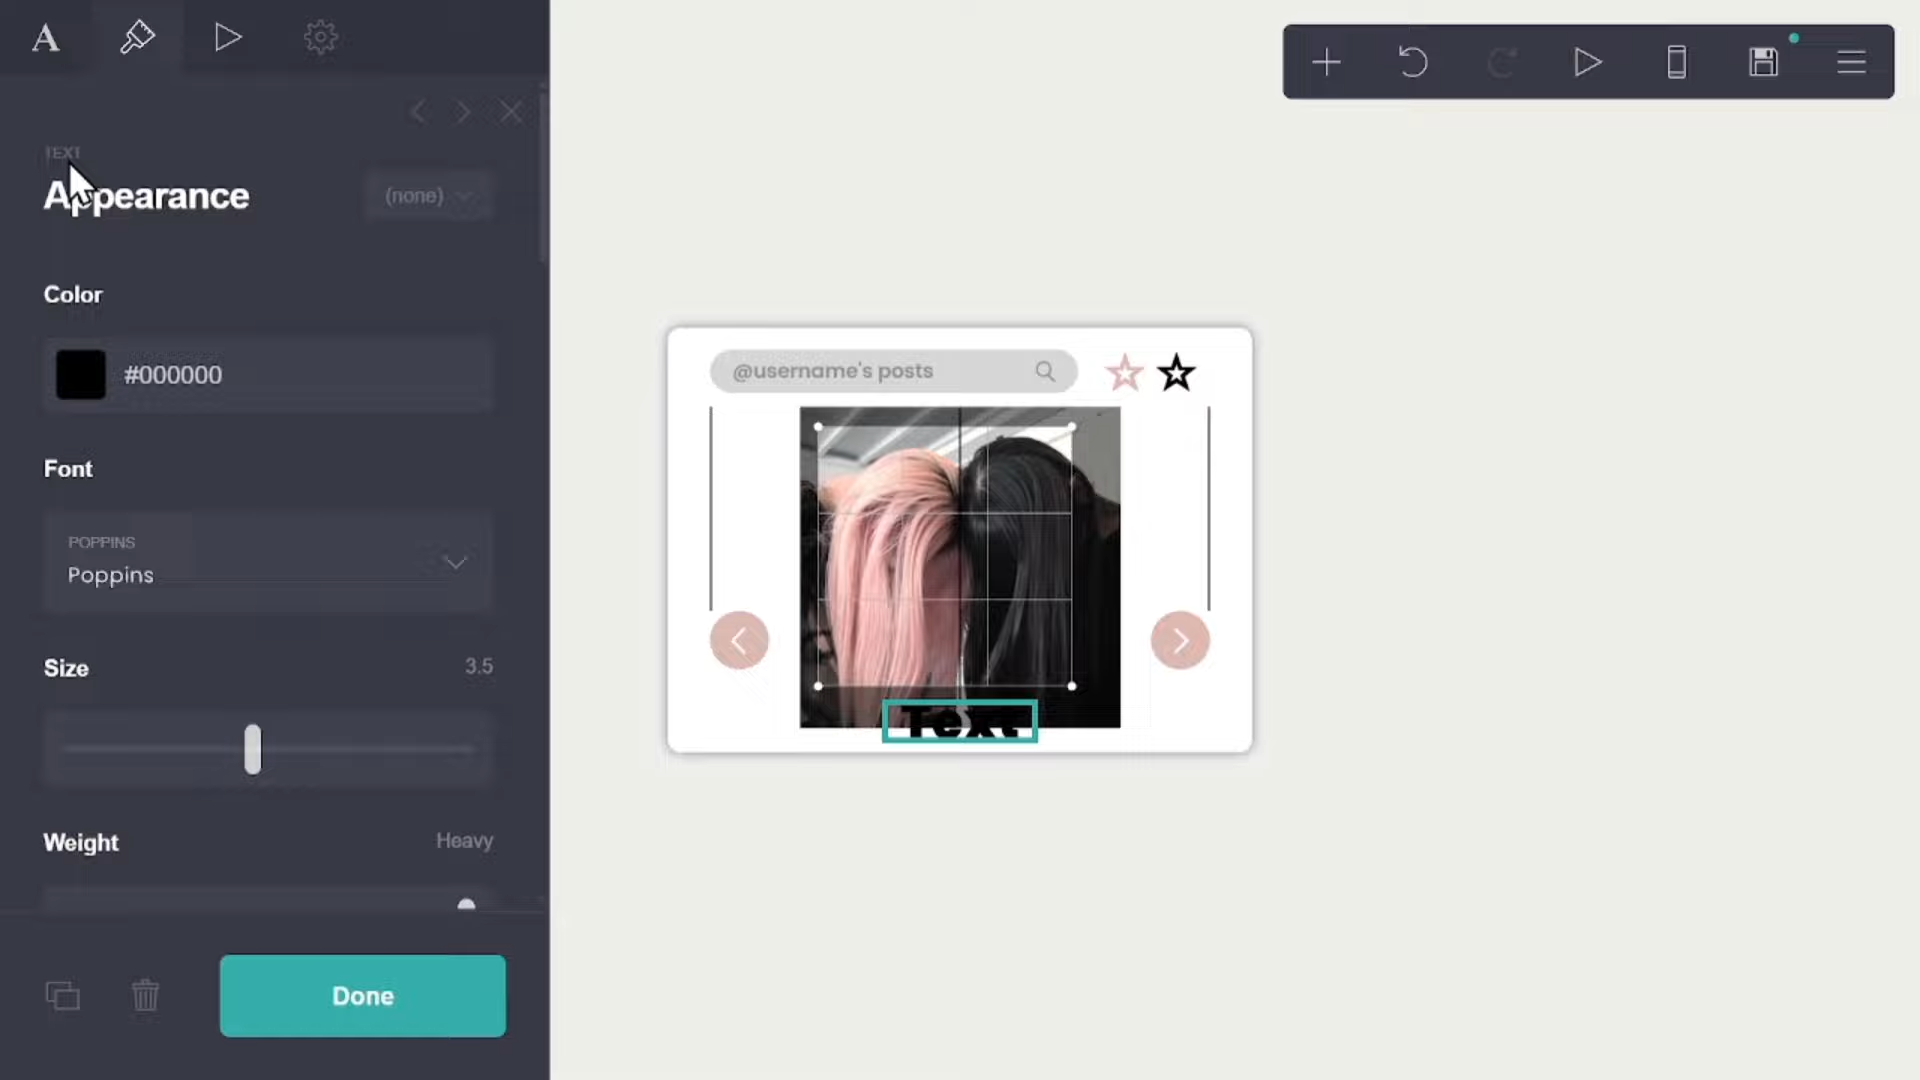 A
TEXT
Appearance
(none)
Color
#000000
Font
POPPINS
Poppins
Size
3.5
Weight
Heavy
Done
@username's posts
Text